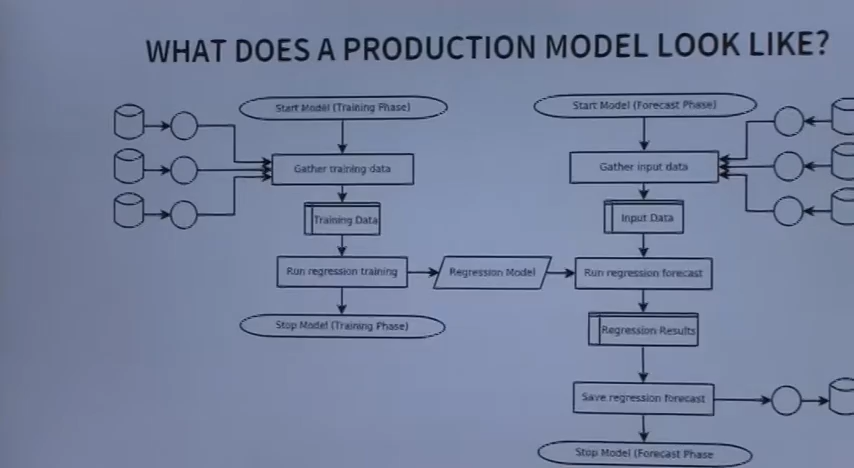 WHAT DOES A PRODUCTION MODEL LOOK LIKE?
Start Model (Training Phase)
Start Model (Forecast Phase)
Gather training data
Gather input data
Training Data
Input Data
Run regression training
Regression Model
Run regression forecast
Stop Model (Training Phase)
Regression Results
Save regression forecast
Stop Model (Forecast Phase